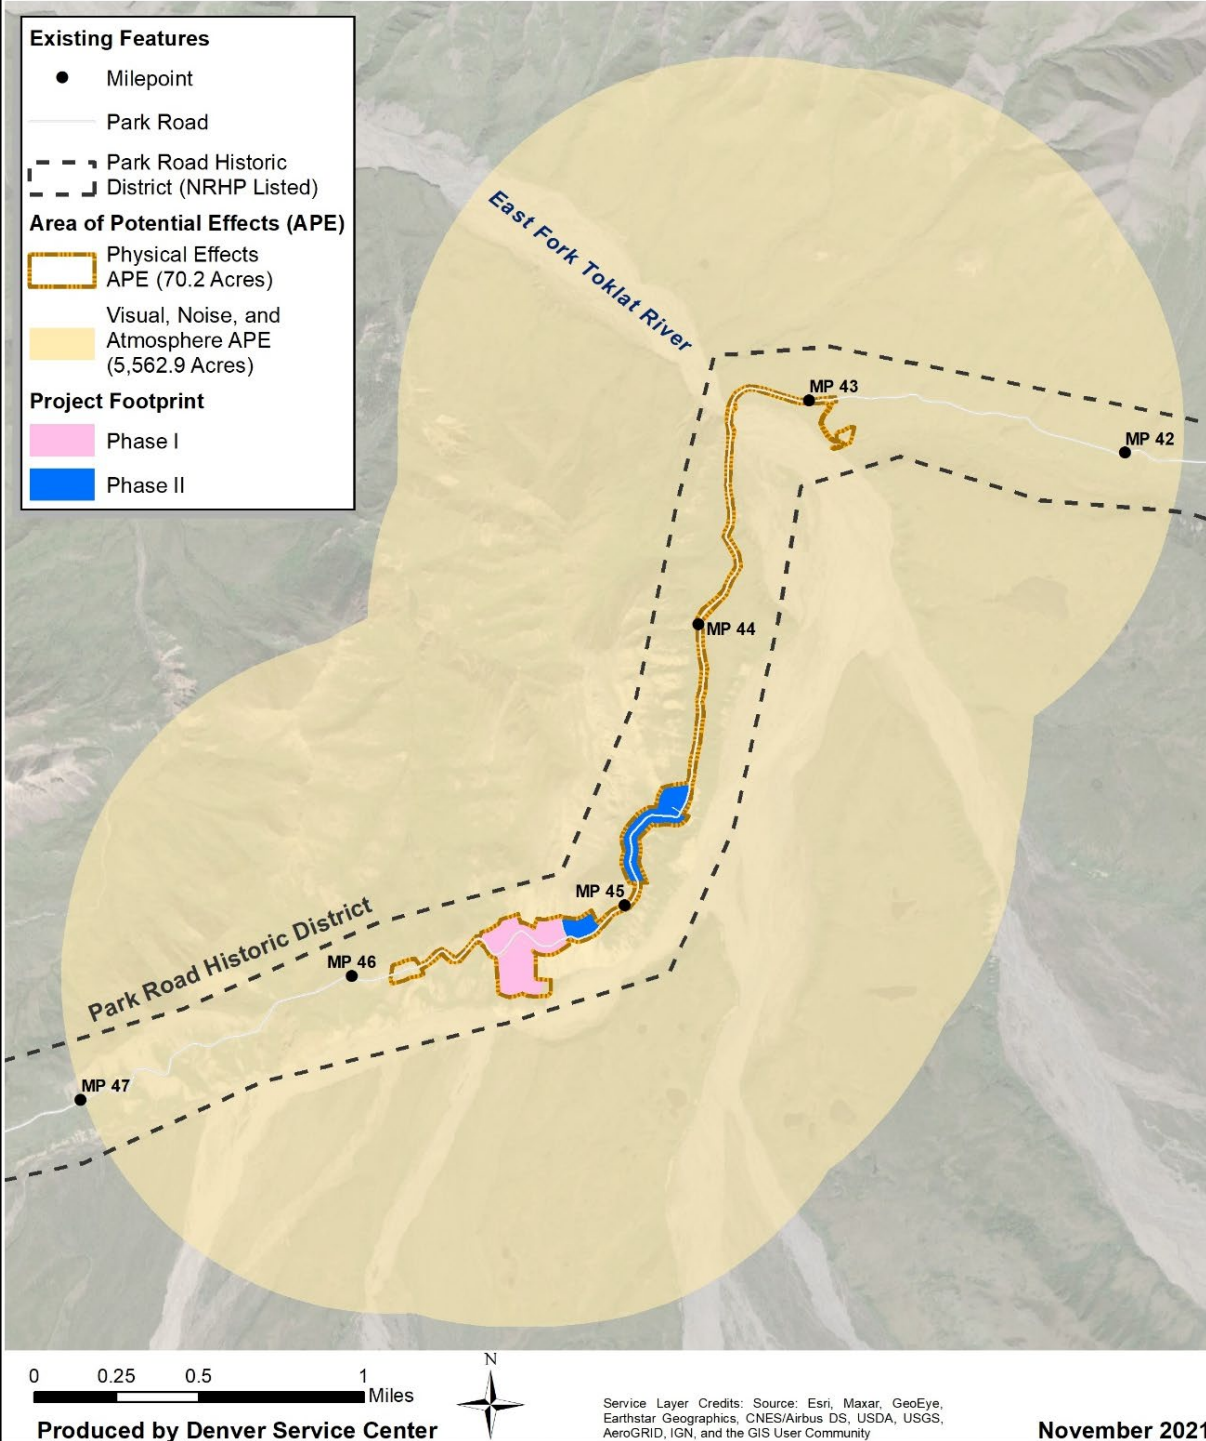 Existing Features
Milepoint
Park Road
Park Road Historic
District (NRHP Listed)
Area of Potential Effects (APE)
Physical Effects
APE (70.2 Acres)
Visual, Noise, and
Atmosphere APE
(5,562.9 Acres)
Project Footprint
Phase I
Phase II
East Fork Toklat River
MP 43
MP 42
MP 44
MP 45
Park Road Historic District
MP 46
MP 47
0 0.25 0.5 1
Miles
N
Produced by Denver Service Center
Service Layer Credits: Source: Esri, Maxar, GeoEye,
Earthstar Geographics, CNES/Airbus DS, USDA, USGS,
AeroGRID, IGN, and the GIS User Community
November 2021